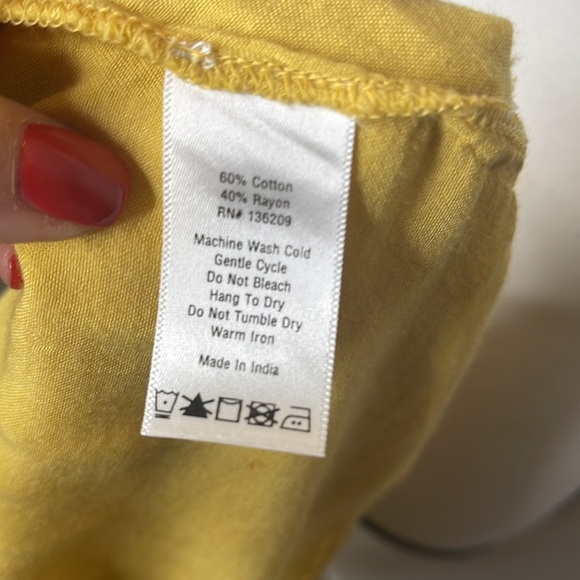 60% Cotton
40% Rayon
RN# 136209
Machine Wash Cold
Gentle Cycle
Do Not Bleach
Hang To Dry
Do Not Tumble Dry
Warm Iron
Made In India